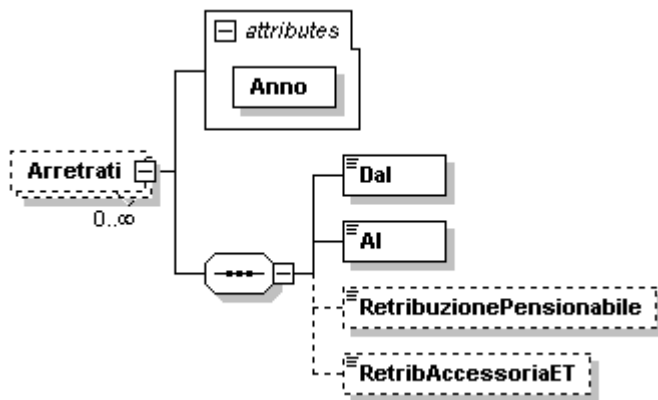 attributes
Anno
Arretrati
0..∞
Dal
Al
RetribuzionePensionabile
RetribAccessoriaET